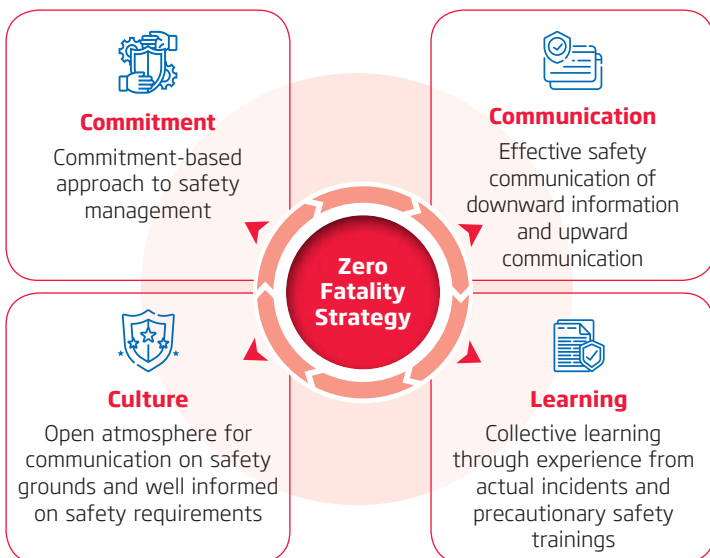 Commitment
Commitment-based
approach to safety
management
Communication
Effective safety
communication of
downward information
and upward
communication
Zero
Fatality
Strategy
Culture
Open atmosphere for
communication on safety
grounds and well informed
on safety requirements
Learning
Collective learning
through experience from
actual incidents and
precautionary safety
trainings